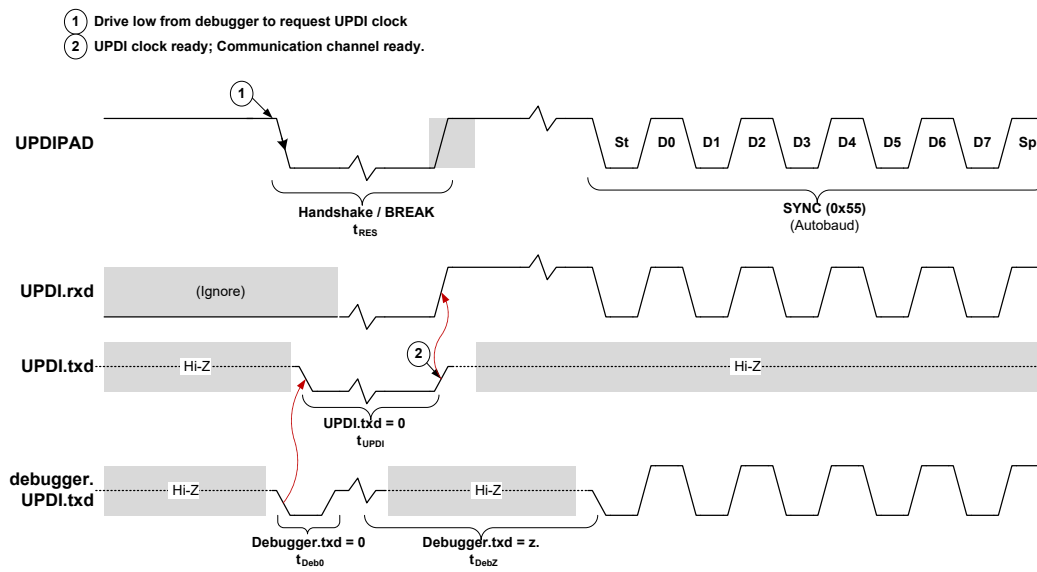 1 Drive low from debugger to request UPDI clock
2 UPDI clock ready; Communication channel ready.
1
UPDIPAD
St D0 D1 D2 D3 D4 D5 D6 D7 Sp
Handshake / BREAK
tRES
SYNC (0x55)
(Autobaud)
UPDI.rxd
(Ignore)
2
UPDI.txd
Hi-Z
Hi-Z
UPDI.txd = 0
tUPDI
debugger.
UPDI.txd
Hi-Z
Hi-Z
Debugger.txd = 0
tDeb0
Debugger.txd = z.
tDebZ